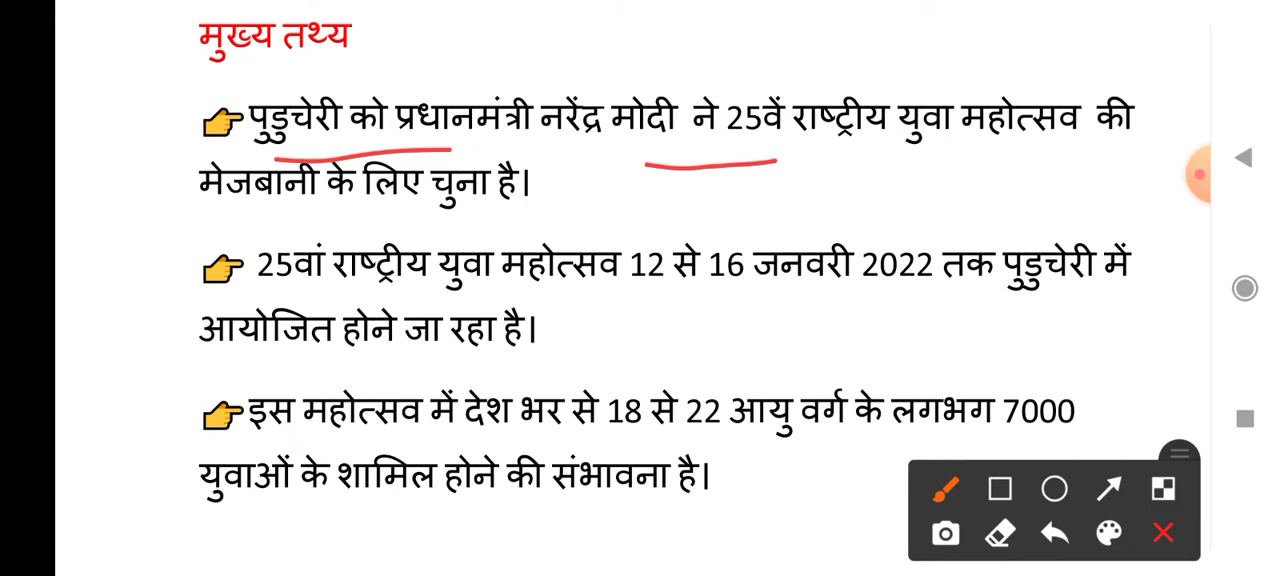 मुख्य तथ्य
👉पुडुचेरी को प्रधानमंत्री नरेंद्र मोदी ने 25वें राष्ट्रीय युवा महोत्सव की
मेजबानी के लिए चुना है।
👉 25वां राष्ट्रीय युवा महोत्सव 12 से 16 जनवरी 2022 तक पुडुचेरी में
आयोजित होने जा रहा है।
👉इस महोत्सव में देश भर से 18 से 22 आयु वर्ग के लगभग 7000
युवाओं के शामिल होने की संभावना है।